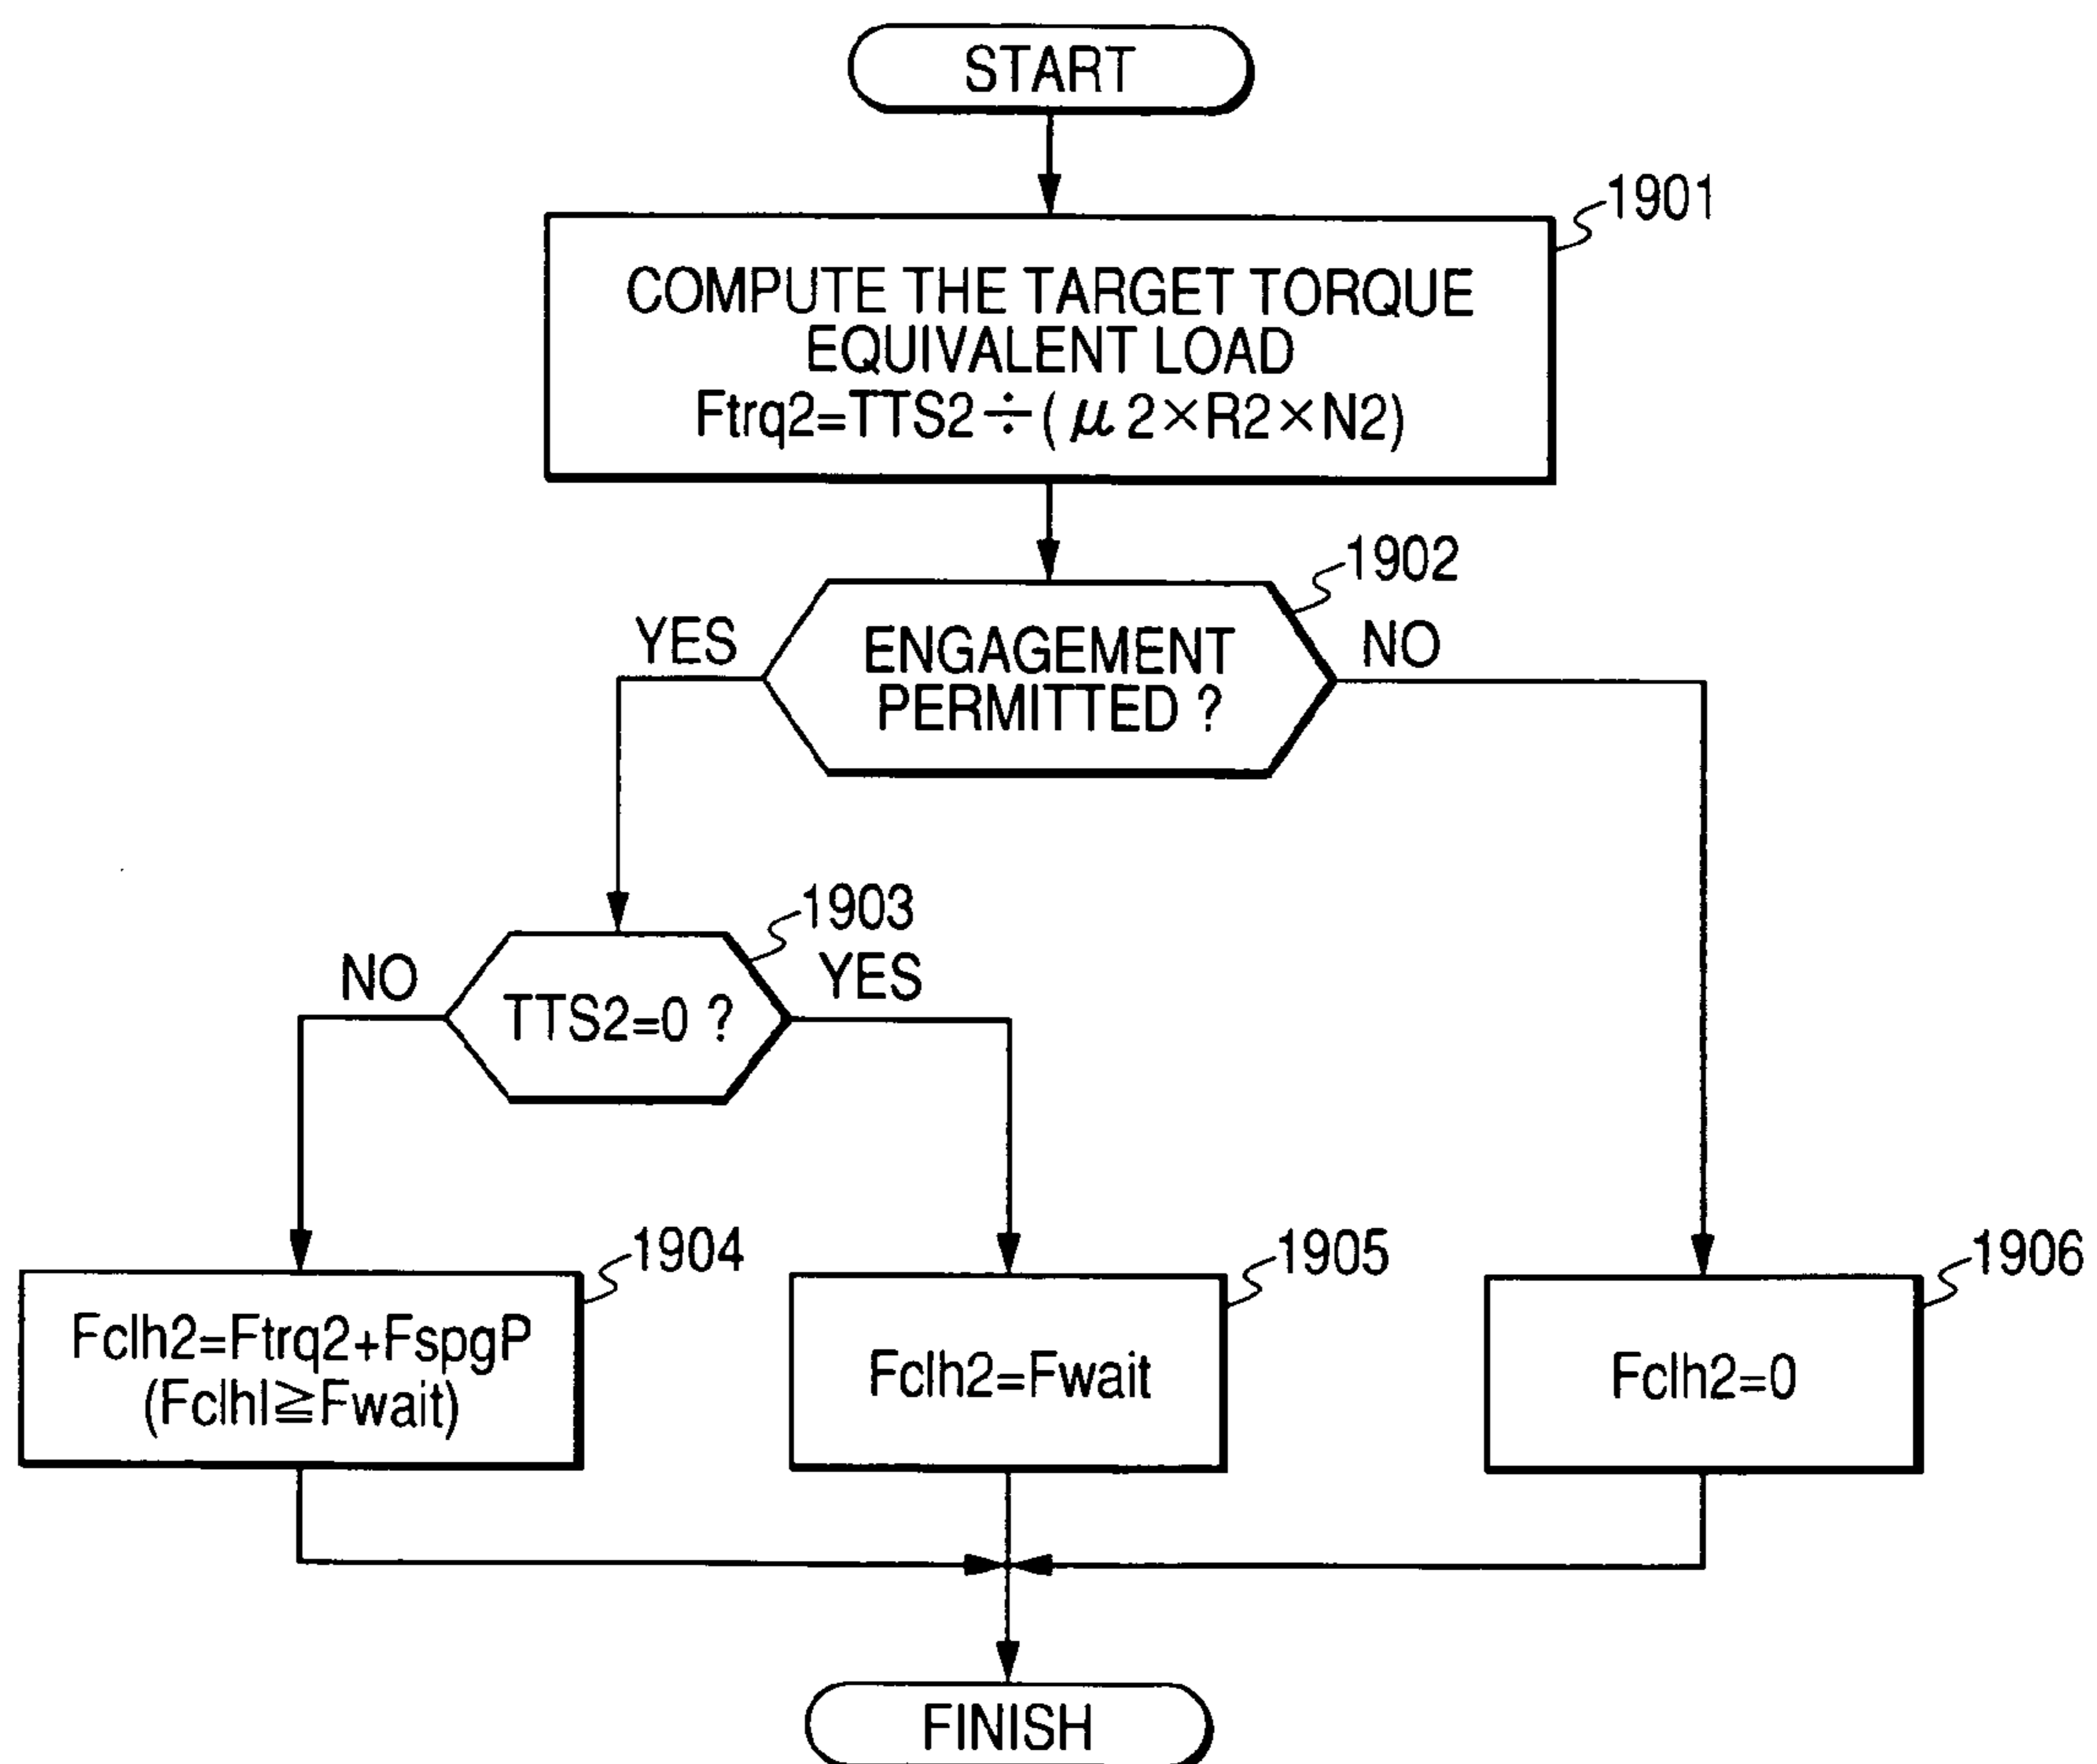 START
1901
COMPUTE THE TARGET TORQUE
EQUIVALENT LOAD
Ftrq2=TTS2÷(μ2×R2×N2)
1902
YES
ENGAGEMENT
PERMITTED ?
NO
1903
NO
TTS2=0 ?
YES
1904
Fclh2=Ftrq2+FspgP
(Fclhl≧Fwait)
1905
Fclh2=Fwait
1906
Fclh2=0
FINISH